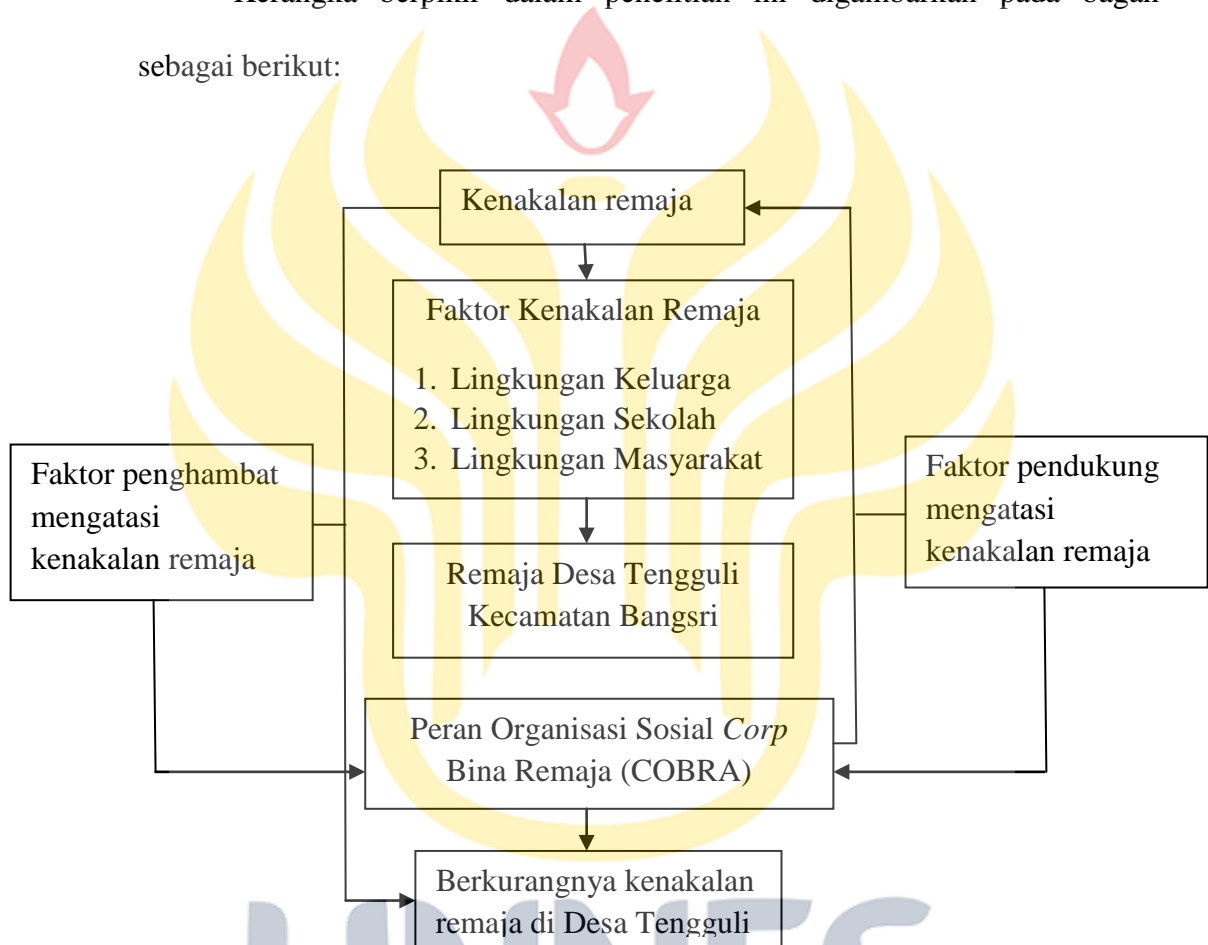 Kerangka berpikir dalam penelitian ini digambarkan pada bagan
sebagai berikut:
Kenakalan remaja
Faktor Kenakalan Remaja
1. Lingkungan Keluarga
2. Lingkungan Sekolah
3. Lingkungan Masyarakat
Faktor penghambat
mengatasi
kenakalan remaja
Faktor pendukung
mengatasi
kenakalan remaja
Remaja Desa Tengguli
Kecamatan Bangsri
Peran Organisasi Sosial Corp
Bina Remaja (COBRA)
Berkurangnya kenakalan
remaja di Desa Tengguli
UNNES